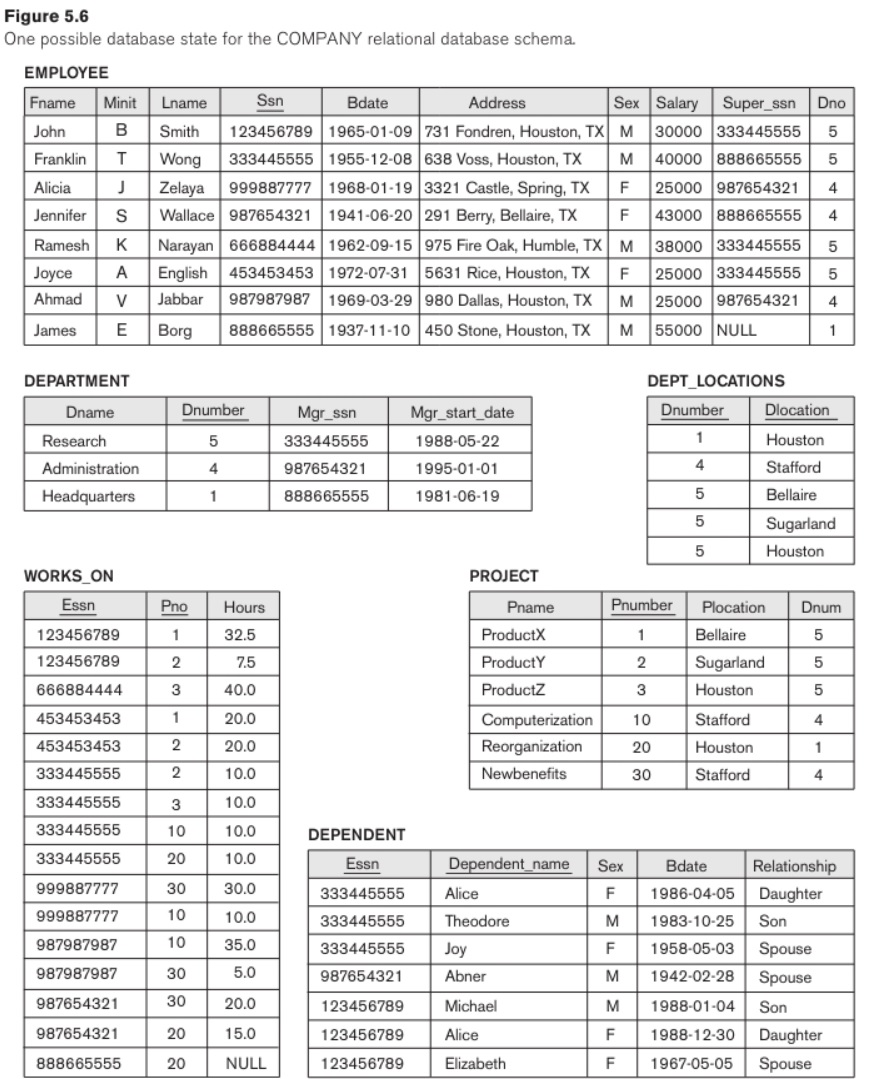 Figure 5.6
One possible database state for the COMPANY relational database schema.
EMPLOYEE
Fname Minit Lname Ssn Bdate Address Sex Salary Super_ssn Dno
John B Smith 123456789 1965-01-09 731 Fondren, Houston, TX M 30000 333445555 5
Franklin T Wong 333445555 1955-12-08 638 Voss, Houston, TX M 40000 888665555 5
Alicia J Zelaya 999887777 1968-01-19 3321 Castle, Spring, TX F 25000 987654321 4
Jennifer S Wallace 987654321 1941-06-20 291 Berry, Bellaire, TX F 43000 888665555 4
Ramesh K Narayan 666884444 1962-09-15 975 Fire Oak, Humble, TX M 38000 333445555 5
Joyce A English 453453453 1972-07-31 5631 Rice, Houston, TX F 25000 333445555 5
Ahmad V Jabbar 987987987 1969-03-29 980 Dallas, Houston, TX M 25000 987654321 4
James E Borg 888665555 1937-11-10 450 Stone, Houston, TX M 55000 NULL 1
DEPARTMENT
Dname Dnumber Mgr_ssn Mgr_start_date
Research 5 333445555 1988-05-22
Administration 4 987654321 1995-01-01
Headquarters 1 888665555 1981-06-19
DEPT_LOCATIONS
Dnumber Dlocation
1 Houston
4 Stafford
5 Bellaire
5 Sugarland
5 Houston
WORKS_ON
Essn Pno Hours
123456789 1 32.5
123456789 2 7.5
666884444 3 40.0
453453453 1 20.0
453453453 2 20.0
333445555 2 10.0
333445555 3 10.0
333445555 10 10.0
333445555 20 10.0
999887777 30 30.0
999887777 10 10.0
987987987 10 35.0
987987987 30 5.0
987654321 30 20.0
987654321 20 15.0
888665555 20 NULL
PROJECT
Pname Pnumber Plocation Dnum
ProductX 1 Bellaire 5
ProductY 2 Sugarland 5
ProductZ 3 Houston 5
Computerization 10 Stafford 4
Reorganization 20 Houston 1
Newbenefits 30 Stafford 4
DEPENDENT
Essn Dependent_name Sex Bdate Relationship
333445555 Alice F 1986-04-05 Daughter
333445555 Theodore M 1983-10-25 Son
333445555 Joy F 1958-05-03 Spouse
987654321 Abner M 1942-02-28 Spouse
123456789 Michael M 1988-01-04 Son
123456789 Alice F 1988-12-30 Daughter
123456789 Elizabeth F 1967-05-05 Spouse